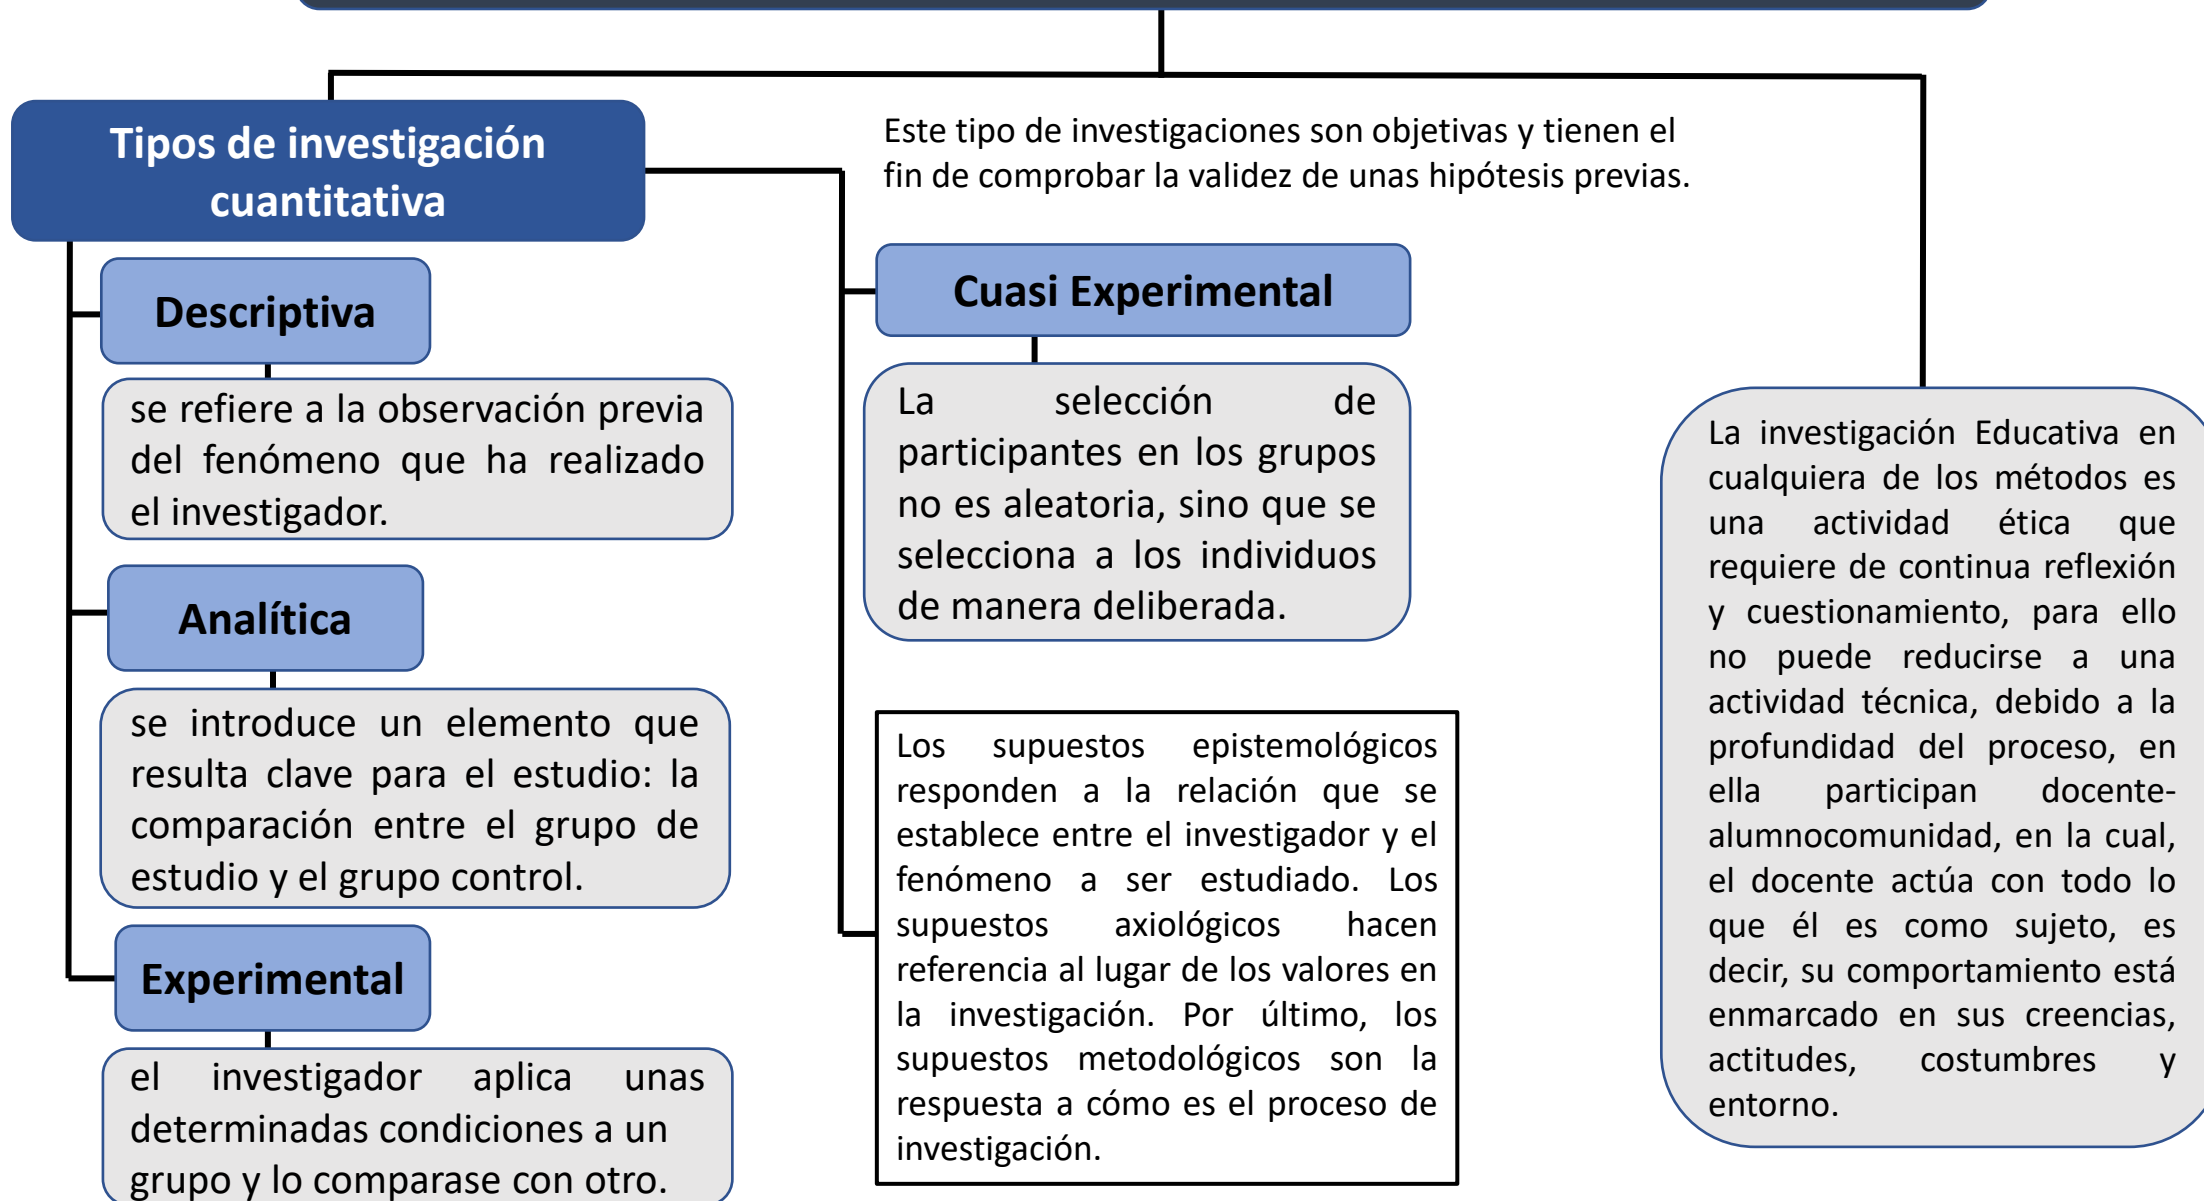 Tipos de investigación
cuantitativa
Este tipo de investigaciones son objetivas y tienen el
fin de comprobar la validez de unas hipótesis previas.
Descriptiva
se refiere a la observación previa
del fenómeno que ha realizado
el investigador.
Analítica
se introduce un elemento que
resulta clave para el estudio: la
comparación entre el grupo de
estudio y el grupo control.
Experimental
el investigador aplica unas
determinadas condiciones a un
grupo y lo comparase con otro.
Cuasi Experimental
La selección de
participantes en los grupos
no es aleatoria, sino que se
selecciona a los individuos
de manera deliberada.
Los supuestos epistemológicos
responden a la relación que se
establece entre el investigador y el
fenómeno a ser estudiado. Los
supuestos axiológicos hacen
referencia al lugar de los valores en
la investigación. Por último, los
supuestos metodológicos son la
respuesta a cómo es el proceso de
investigación.
La investigación Educativa en
cualquiera de los métodos es
una actividad ética que
requiere de continua reflexión
y cuestionamiento, para ello
no puede reducirse a una
actividad técnica, debido a la
profundidad del proceso, en
ella participan docente-
alumnocomunidad, en la cual,
el docente actúa con todo lo
que él es como sujeto, es
decir, su comportamiento está
enmarcado en sus creencias,
actitudes, costumbres y
entorno.